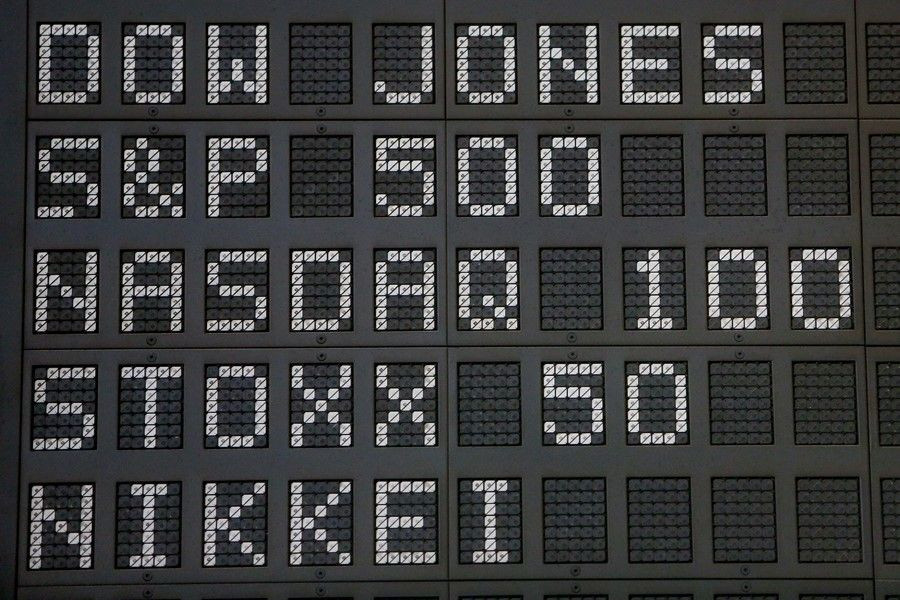 DOW JONES
S&P 500
NASDAQ 100
STOXX 50
NIKKEI